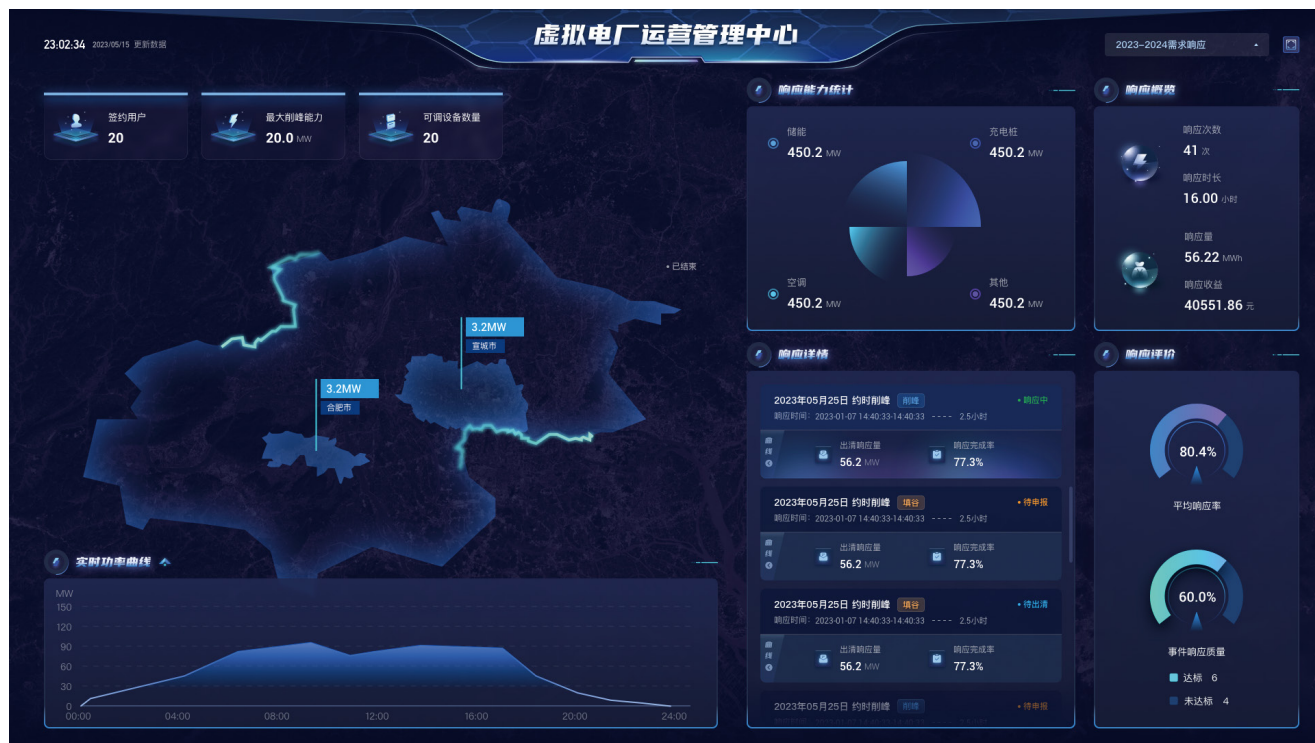 虚拟电厂运营管理中心
23:02:34 2023/05/15 更新数据
2023-2024需求响应
签约用户
20
最大削峰能力
20.0 MW
可调设备数量
20
• 已结束
3.2MW
宣城市
3.2MW
合肥市
实时功率曲线
MW
150
120
90
60
30
0
00:00 04:00 08:00 12:00 16:00 20:00 24:00
响应能力统计
储能
450.2 MW
充电桩
450.2 MW
空调
450.2 MW
其他
450.2 MW
响应概览
响应次数
41 次
响应时长
16.00 小时
响应量
56.22 MWh
响应收益
40551.86 元
响应详情
2023年05月25日 约时削峰 削峰 • 响应中
响应时间: 2023-01-07 14:40:33-14:40:33 ---- 2.5小时
曲线
出清响应量
56.2 MW
响应完成率
77.3%
2023年05月25日 约时削峰 填谷 • 待申报
响应时间: 2023-01-07 14:40:33-14:40:33 ---- 2.5小时
曲线
出清响应量
56.2 MW
响应完成率
77.3%
2023年05月25日 约时削峰 填谷 • 待出清
响应时间: 2023-01-07 14:40:33-14:40:33 ---- 2.5小时
曲线
出清响应量
56.2 MW
响应完成率
77.3%
2023年05月25日 约时削峰 削峰 • 待申报
响应评价
80.4%
平均响应率
60.0%
事件响应质量
达标 6
未达标 4